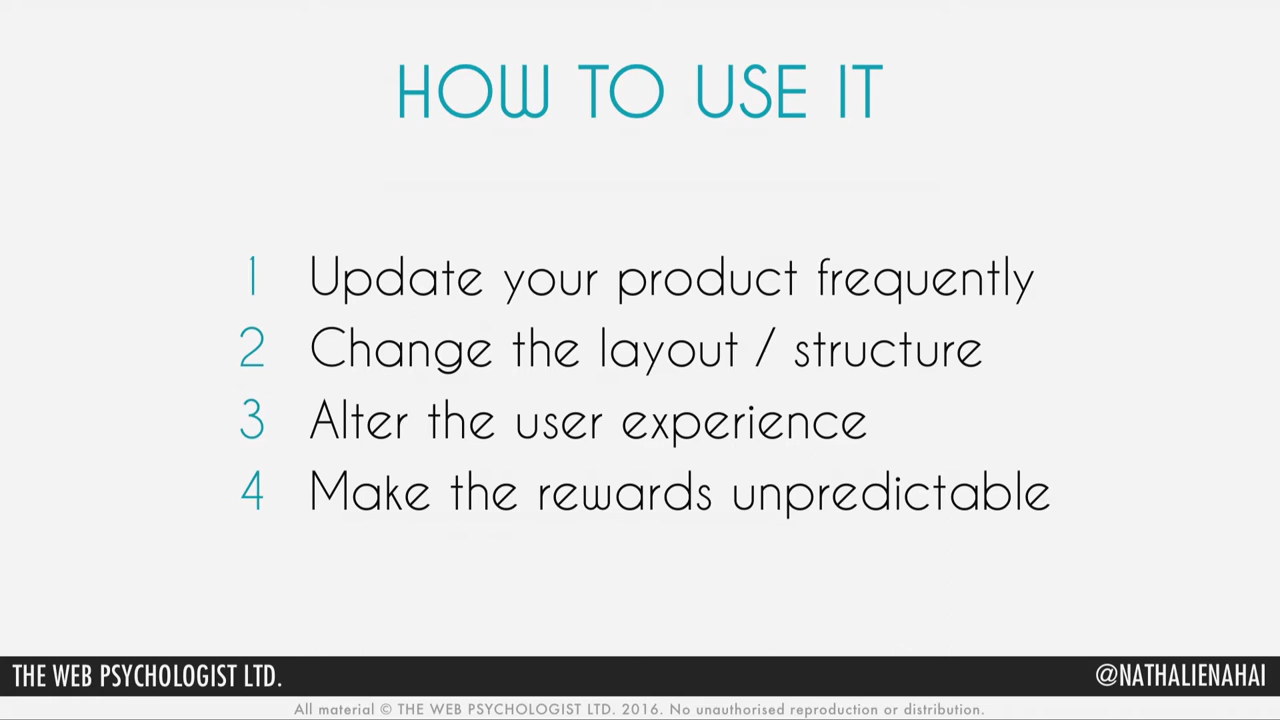 HOW TO USE IT
1 Update your product frequently
2 Change the layout / structure
3 Alter the user experience
4 Make the rewards unpredictable
THE WEB PSYCHOLOGIST LTD. @NATHALIENAHAI
All material © THE WEB PSYCHOLOGIST LTD. 2016. No unauthorised reproduction or distribution.